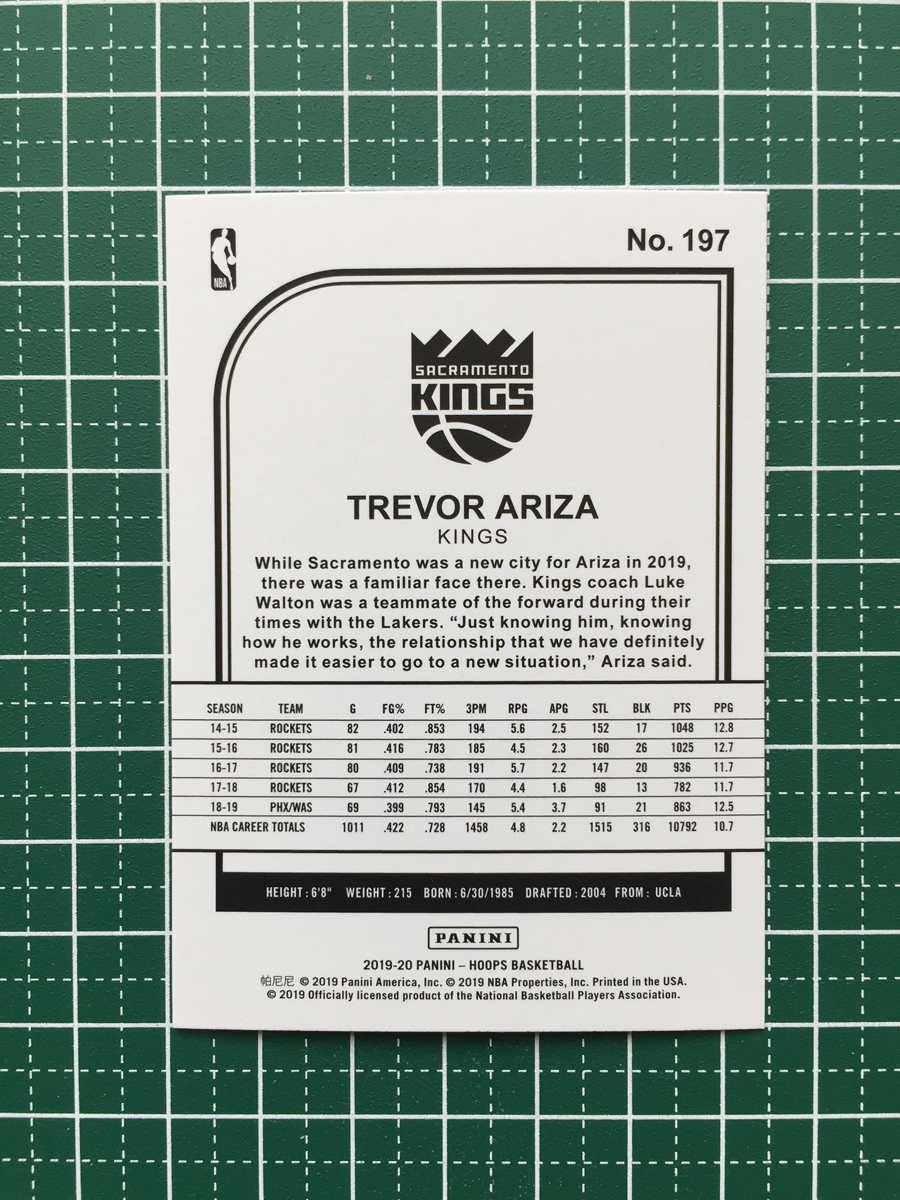 No. 197
NBA
SACRAMENTO
KINGS
TREVOR ARIZA
KINGS
While Sacramento was a new city for Ariza in 2019,
there was a familiar face there. Kings coach Luke
Walton was a teammate of the forward during their
times with the Lakers. “Just knowing him, knowing
how he works, the relationship that we have definitely
made it easier to go to a new situation,” Ariza said.
SEASON TEAM G FG% FT% 3PM RPG APG STL BLK PTS PPG
14-15 ROCKETS 82 .402 .853 194 5.6 2.5 152 17 1048 12.8
15-16 ROCKETS 81 .416 .783 185 4.5 2.3 160 26 1025 12.7
16-17 ROCKETS 80 .409 .738 191 5.7 2.2 147 20 936 11.7
17-18 ROCKETS 67 .412 .854 170 4.4 1.6 98 13 782 11.7
18-19 PHX/WAS 69 .399 .793 145 5.4 3.7 91 21 863 12.5
NBA CAREER TOTALS 1011 .422 .728 1458 4.8 2.2 1515 316 10792 10.7
HEIGHT: 6'8" WEIGHT: 215 BORN: 6/30/1985 DRAFTED: 2004 FROM: UCLA
PANINI
2019-20 PANINI – HOOPS BASKETBALL
帕尼尼 © 2019 Panini America, Inc. © 2019 NBA Properties, Inc. Printed in the USA.
© 2019 Officially licensed product of the National Basketball Players Association.